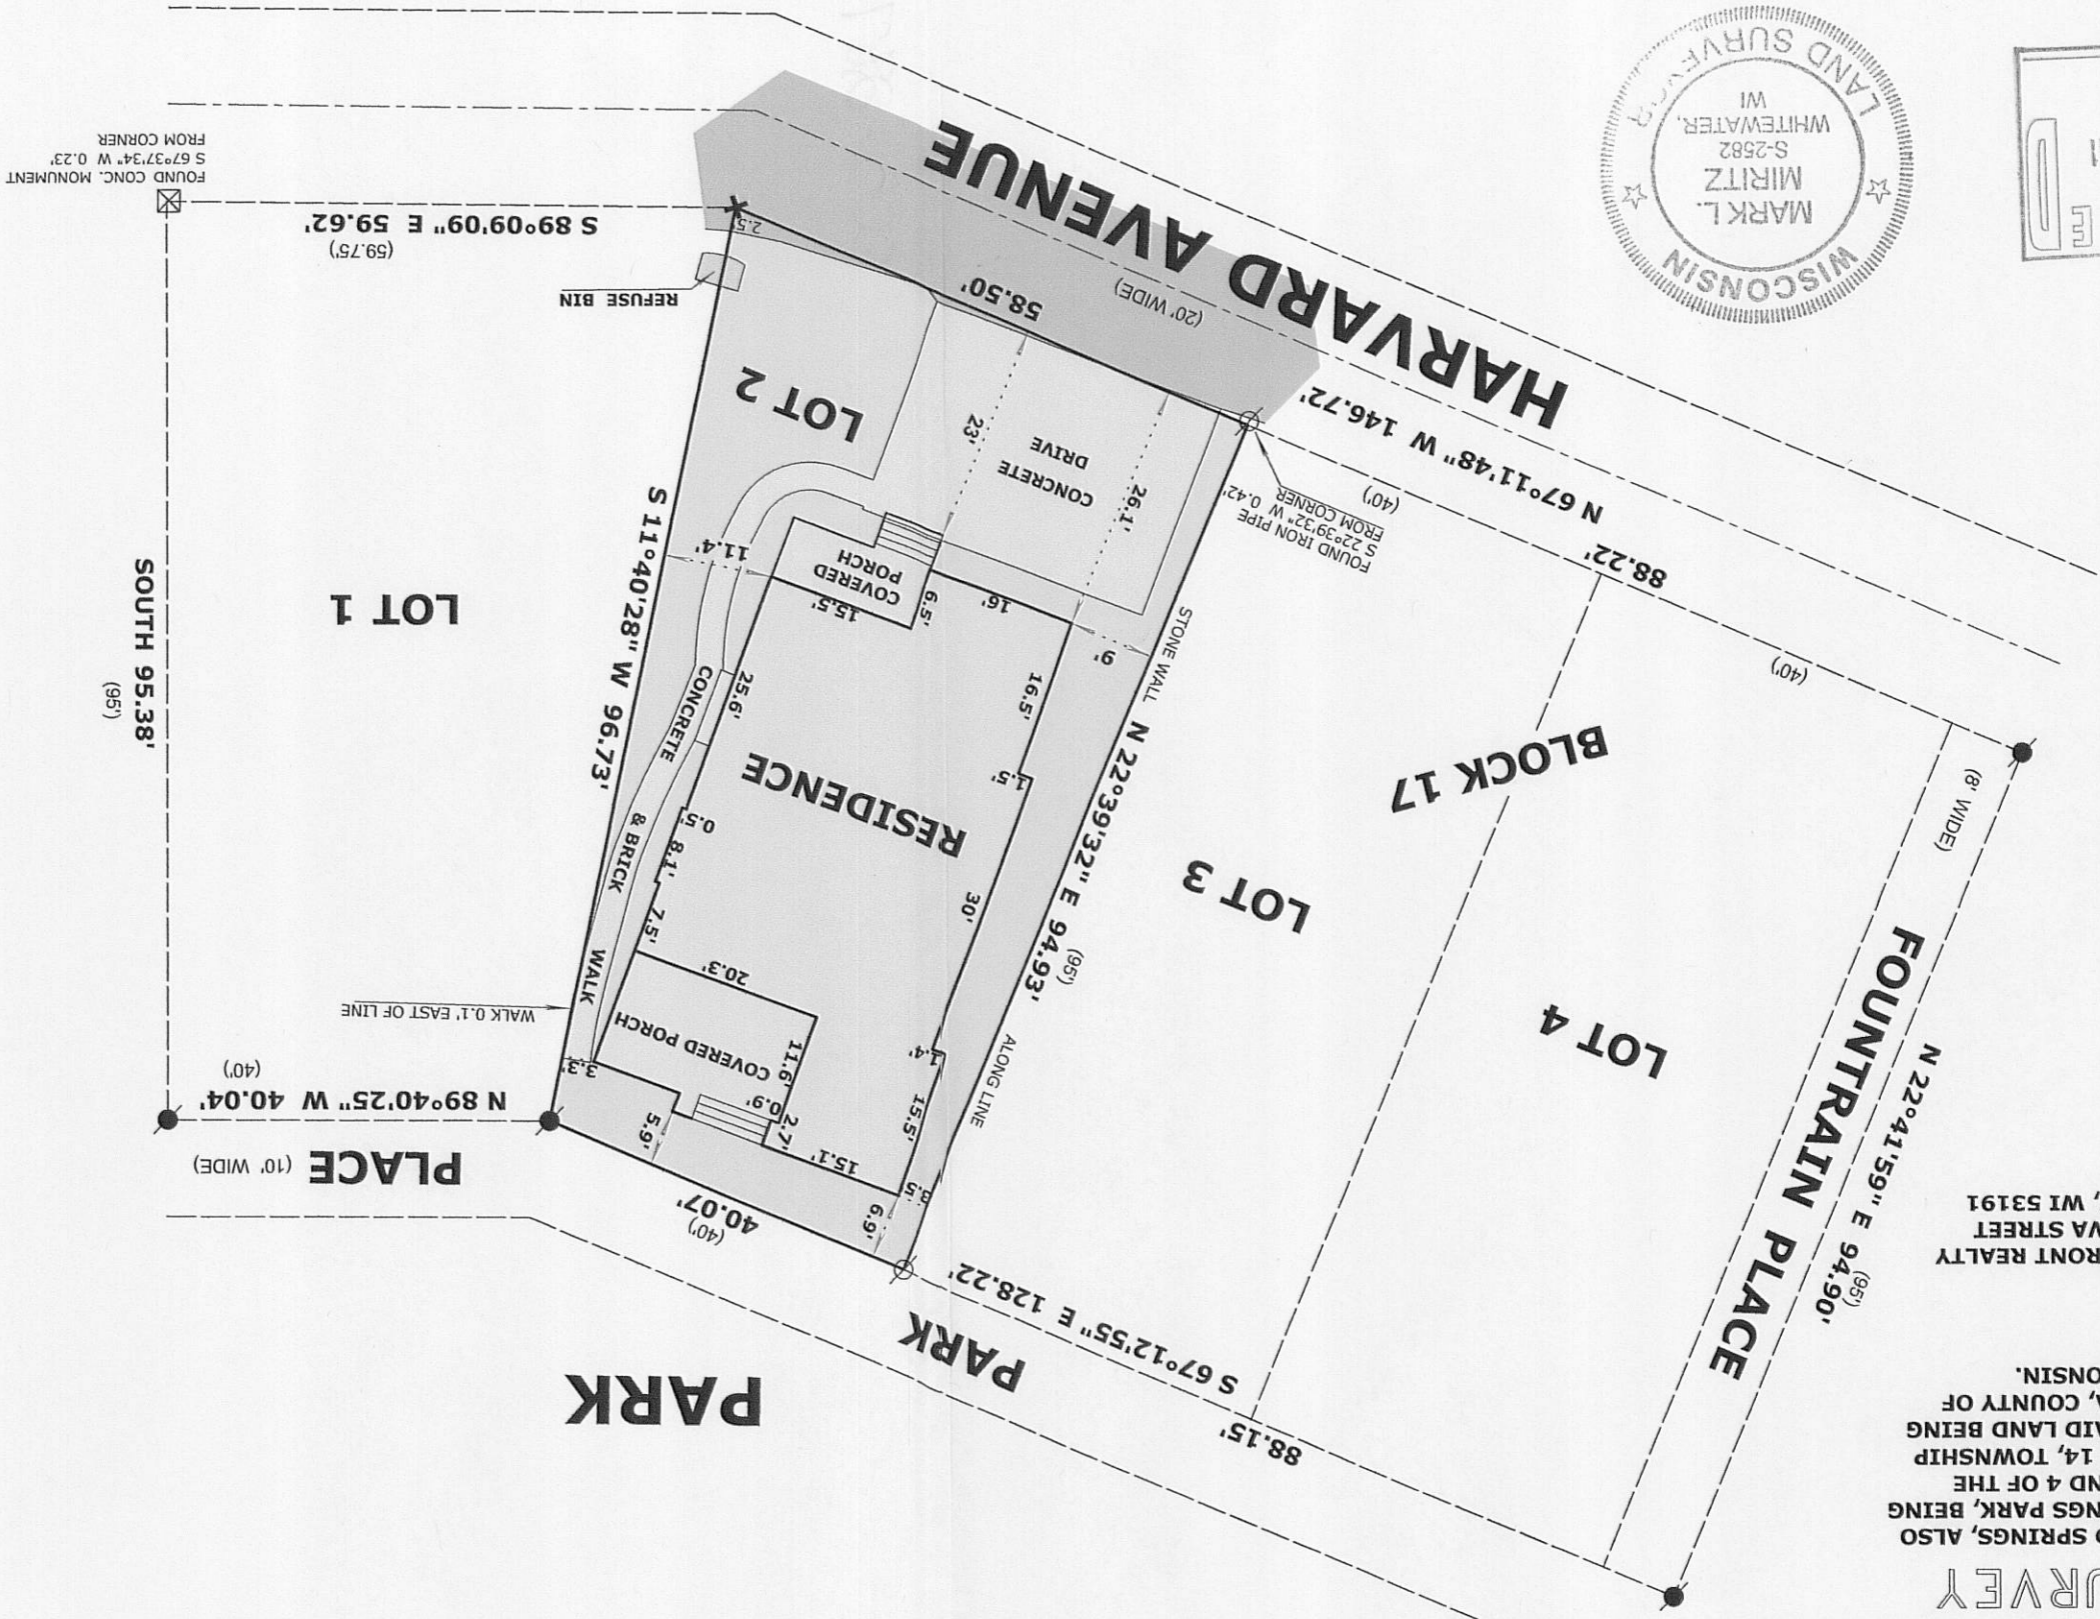 SURVEY
SPRINGS, ALSO
NGS PARK, BEING
ND 4 OF THE
14, TOWNSHIP
AID LAND BEING
A, COUNTY OF
ONSIN.
RONT REALTY
VA STREET
, WI 53191
PARK
PARK
PLACE (10' WIDE)
S 67°12'55" E 128.22'
88.15'
40.07'
(40')
N 89°40'25" W 40.04'
(40')
FOUNTRAIN PLACE
(8' WIDE)
N 22°41'59" E 94.90'
(95')
LOT 4
LOT 3
BLOCK 17
N 22°39'32" E 94.93'
(95')
STONE WALL
ALONG LINE
6.9'
8.5'
15.1'
2.7'
0.9'
5.9'
3.3'
15.5'
11.6'
COVERED PORCH
1.4'
20.3'
7.5'
8.1'
0.5'
30'
RESIDENCE
1.5'
16.5'
25.6'
9'
16'
6.5'
15.5'
COVERED
PORCH
11.4'
WALK
& BRICK
CONCRETE
WALK 0.1' EAST OF LINE
S 11°40'28" W 96.73'
LOT 1
SOUTH 95.38'
(95')
26.1'
23'
CONCRETE
DRIVE
LOT 2
58.50'
2.5'
REFUSE BIN
(59.75')
S 89°09'09" E 59.62'
FOUND CONC. MONUMENT
S 67°37'34" W 0.23'
FROM CORNER
FOUND IRON PIPE
S 22°39'32" W 0.42'
FROM CORNER
(40')
(40')
88.22'
N 67°11'48" W 146.72'
HARVARD AVENUE
(20' WIDE)
WISCONSIN
MARK L.
MIRITZ
S-2582
WHITEWATER,
WI
LAND SURVEYOR
E
D
1